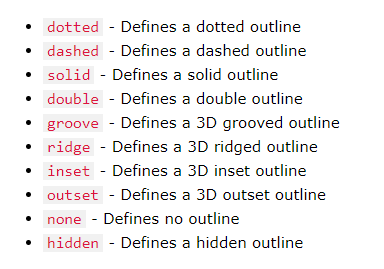 dotted - Defines a dotted outline
dashed - Defines a dashed outline
solid - Defines a solid outline
double - Defines a double outline
groove - Defines a 3D grooved outline
ridge - Defines a 3D ridged outline
inset - Defines a 3D inset outline
outset - Defines a 3D outset outline
none - Defines no outline
hidden - Defines a hidden outline